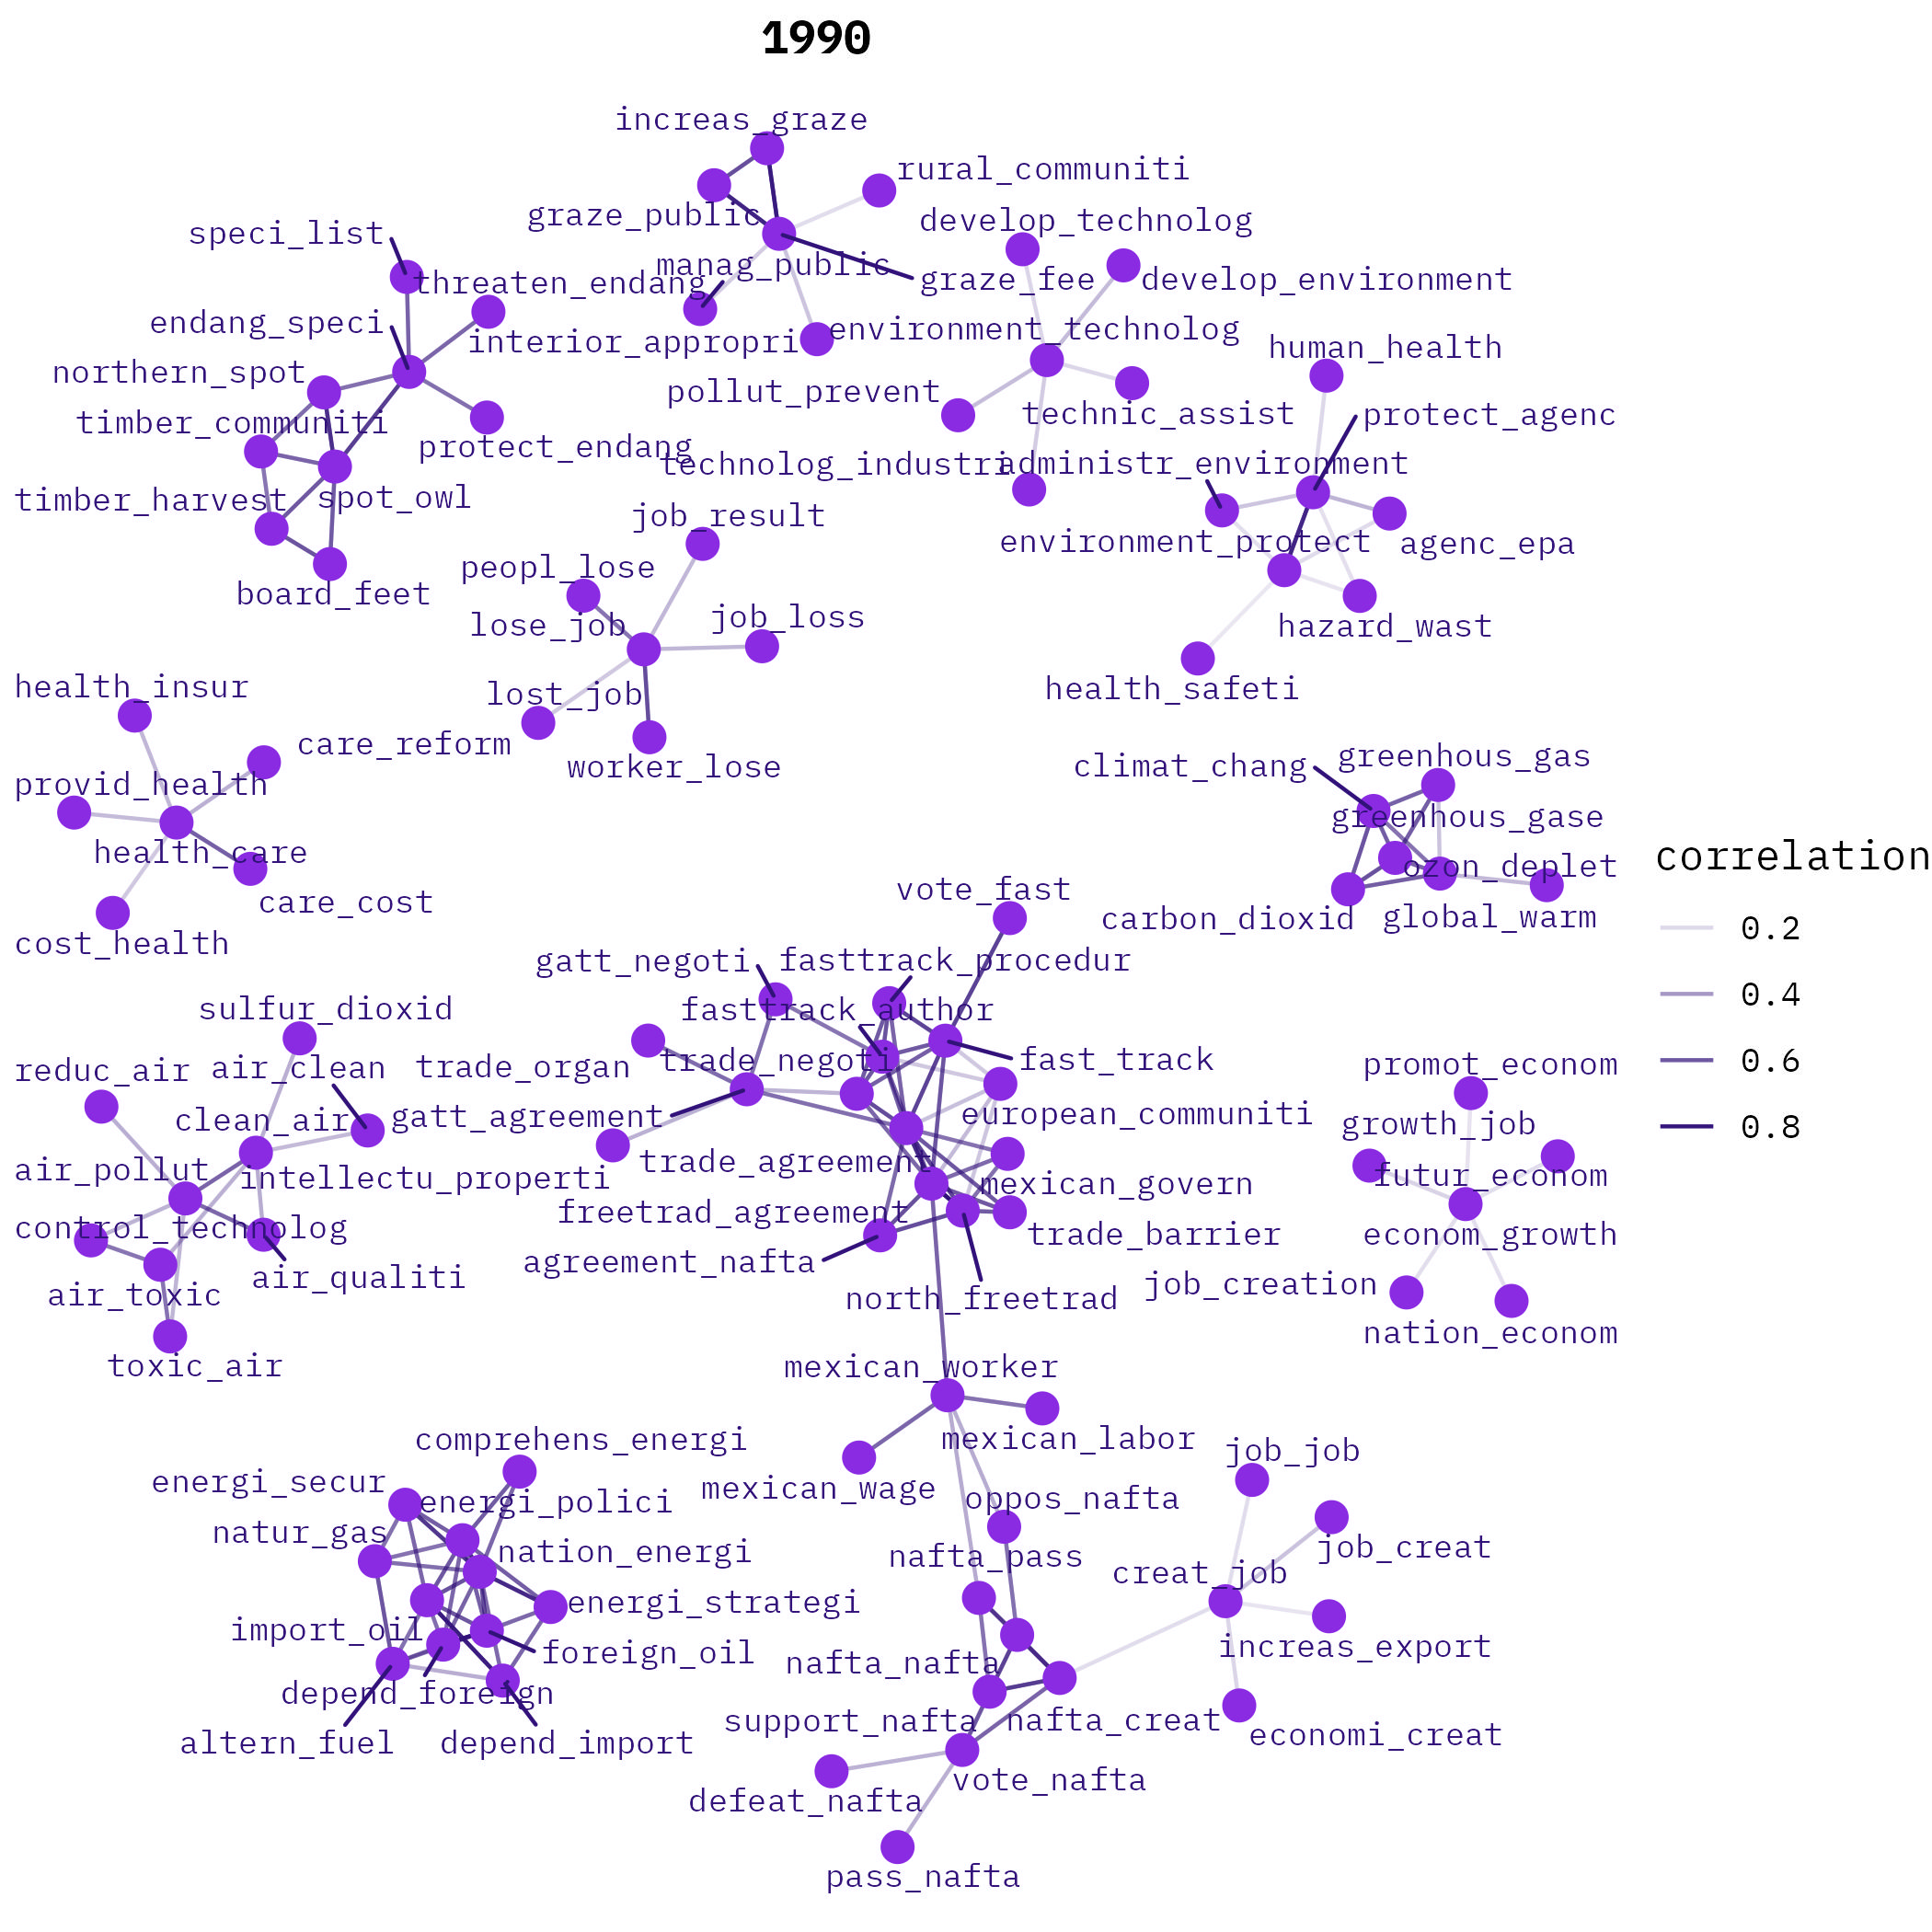 1990
increas_graze
rural_communiti
graze_public
develop_technolog
speci_list
manag_public
graze_fee
threaten_endang
develop_environment
endang_speci
interior_appropri
environment_technolog
human_health
northern_spot
pollut_prevent
technic_assist
protect_agenc
timber_communiti
protect_endang
technolog_industri
administr_environment
timber_harvest
spot_owl
job_result
environment_protect
agenc_epa
peopl_lose
board_feet
lose_job
job_loss
hazard_wast
health_insur
lost_job
health_safeti
care_reform
worker_lose
climat_chang
greenhous_gas
provid_health
greenhous_gase
health_care
ozon_deplet
correlation
care_cost
vote_fast
carbon_dioxid
global_warm
0.2
cost_health
gatt_negoti
fasttrack_procedur
0.4
sulfur_dioxid
fasttrack_author
reduc_air
air_clean
trade_organ
trade_negoti
fast_track
promot_econom
0.6
clean_air
gatt_agreement
european_communiti
growth_job
0.8
air_pollut
intellectu_properti
trade_agreement
mexican_govern
futur_econom
control_technolog
freetrad_agreement
trade_barrier
econom_growth
air_toxic
air_qualiti
agreement_nafta
north_freetrad
job_creation
nation_econom
toxic_air
mexican_worker
comprehens_energi
mexican_labor
job_job
energi_secur
energi_polici
mexican_wage
oppos_nafta
natur_gas
nation_energi
nafta_pass
creat_job
job_creat
import_oil
energi_strategi
foreign_oil
nafta_nafta
increas_export
depend_foreign
support_nafta
nafta_creat
economi_creat
altern_fuel
depend_import
defeat_nafta
vote_nafta
pass_nafta